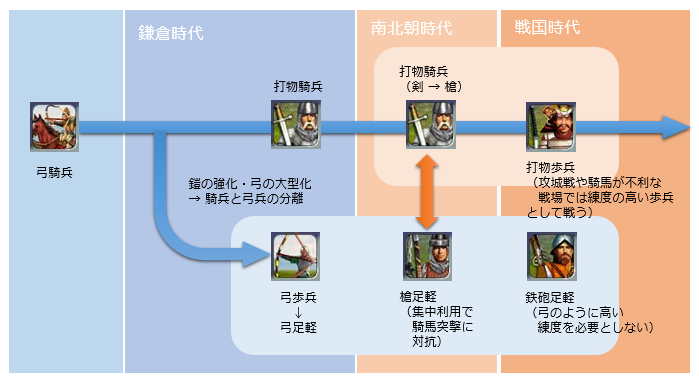 鎌倉時代
南北朝時代
戦国時代
弓騎兵
打物騎兵
打物騎兵
（剣 → 槍）
打物歩兵
（攻城戦や騎馬が不利な
戦場では練度の高い歩兵
として戦う）
鎧の強化・弓の大型化
→ 騎兵と弓兵の分離
弓歩兵
↓
弓足軽
槍足軽
（集中利用で
騎馬突撃に
対抗）
鉄砲足軽
（弓のように高い
練度を必要としない）